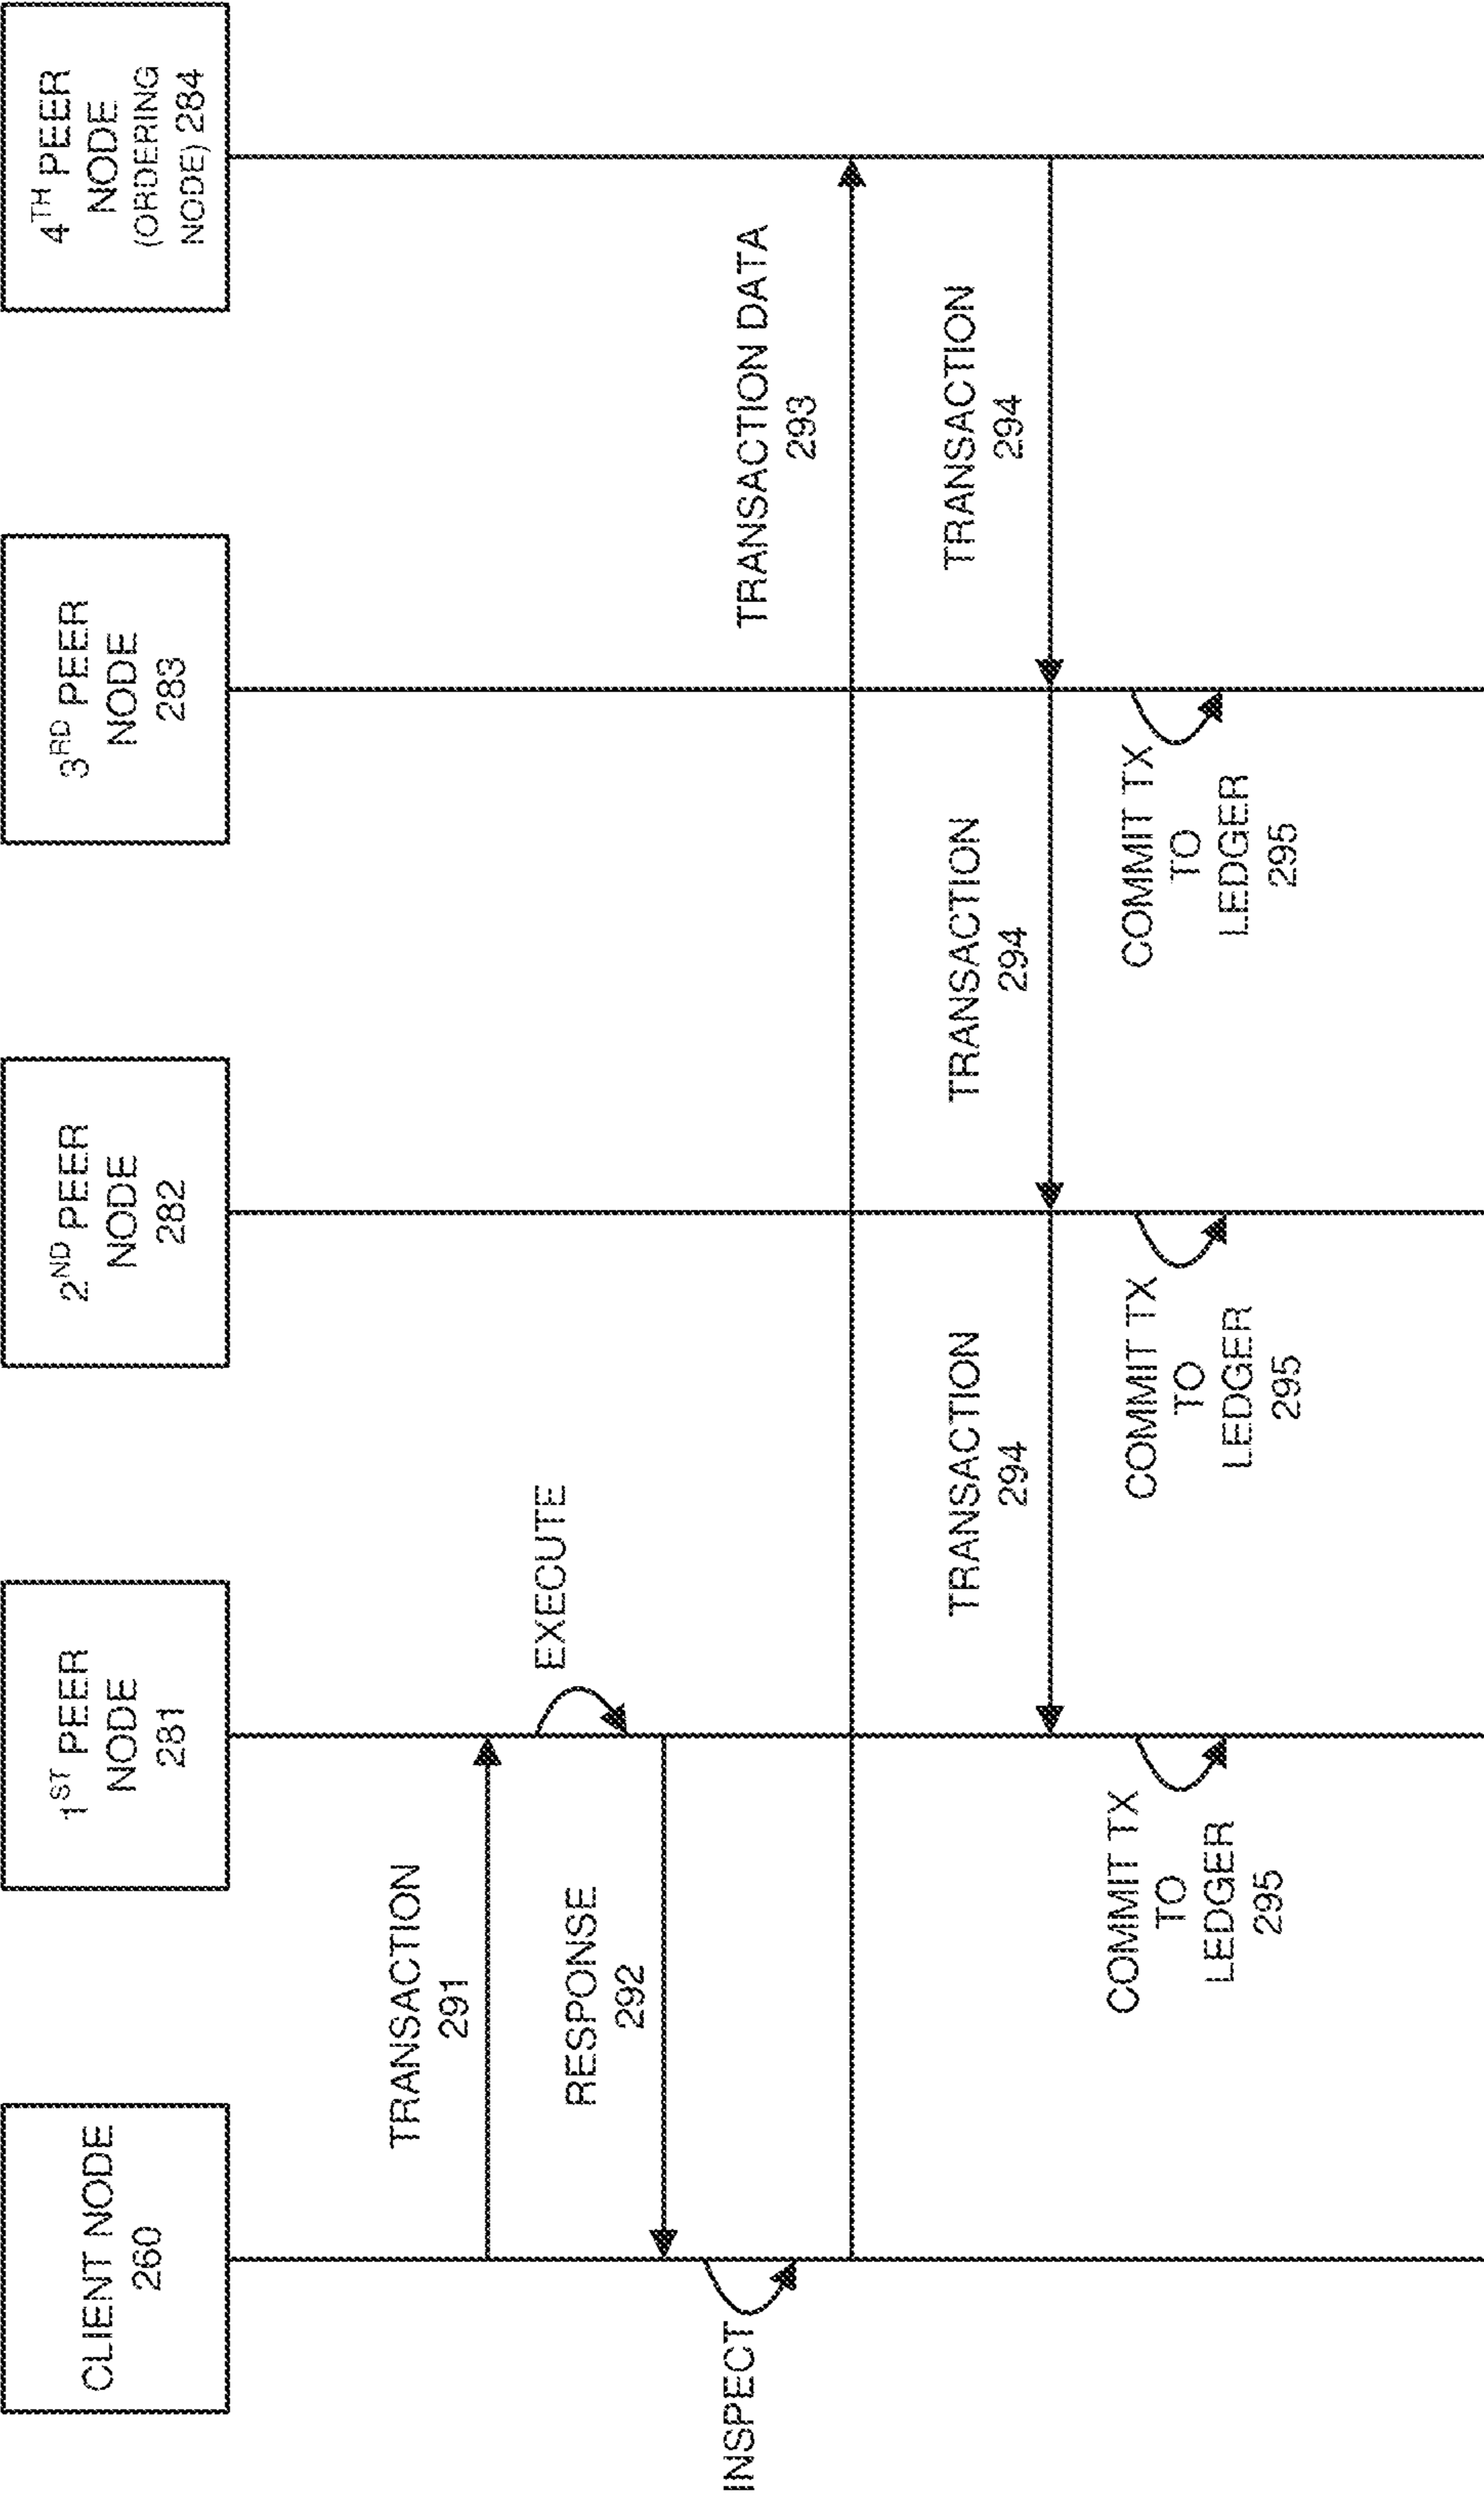 CLIENT NODE
260
1ST PEER
NODE
281
2ND PEER
NODE
282
3RD PEER
NODE
283
4TH PEER
NODE
(ORDERING
NODE) 284
TRANSACTION
291
EXECUTE
RESPONSE
292
INSPECT
TRANSACTION DATA
293
TRANSACTION
294
TRANSACTION
294
TRANSACTION
294
COMMIT TX
TO
LEDGER
295
COMMIT TX
TO
LEDGER
295
COMMIT TX
TO
LEDGER
295